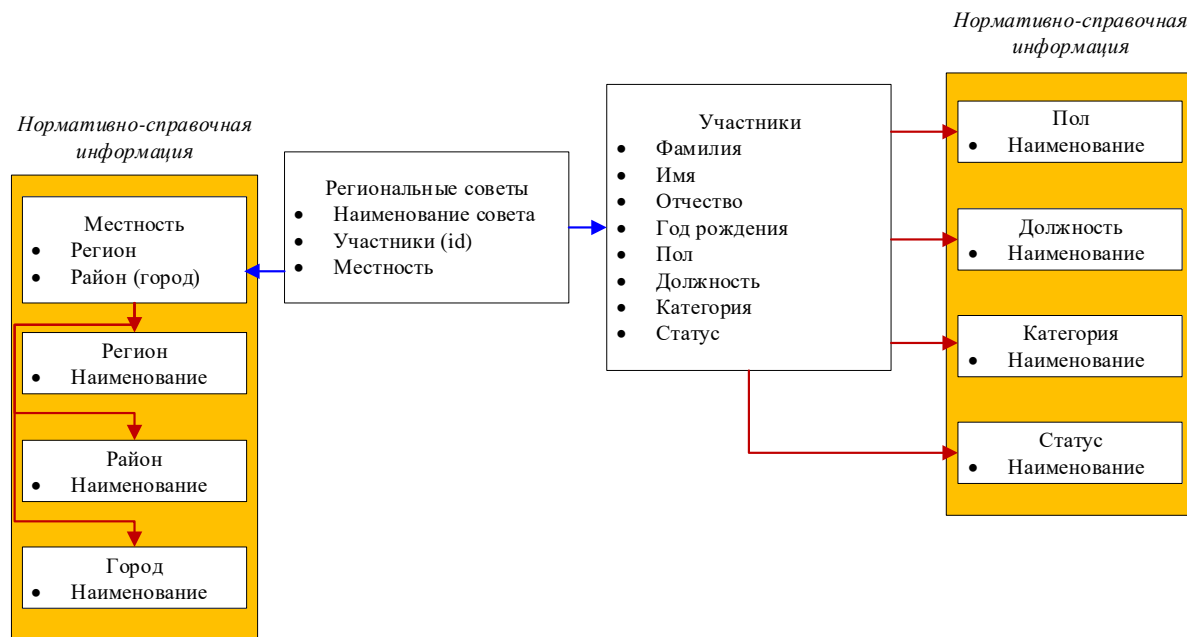 Нормативно-справочная
информация
Местность
• Регион
• Район (город)
Регион
• Наименование
Район
• Наименование
Город
• Наименование
Региональные советы
• Наименование совета
• Участники (id)
• Местность
Участники
• Фамилия
• Имя
• Отчество
• Год рождения
• Пол
• Должность
• Категория
• Статус
Нормативно-справочная
информация
Пол
• Наименование
Должность
• Наименование
Категория
• Наименование
Статус
• Наименование